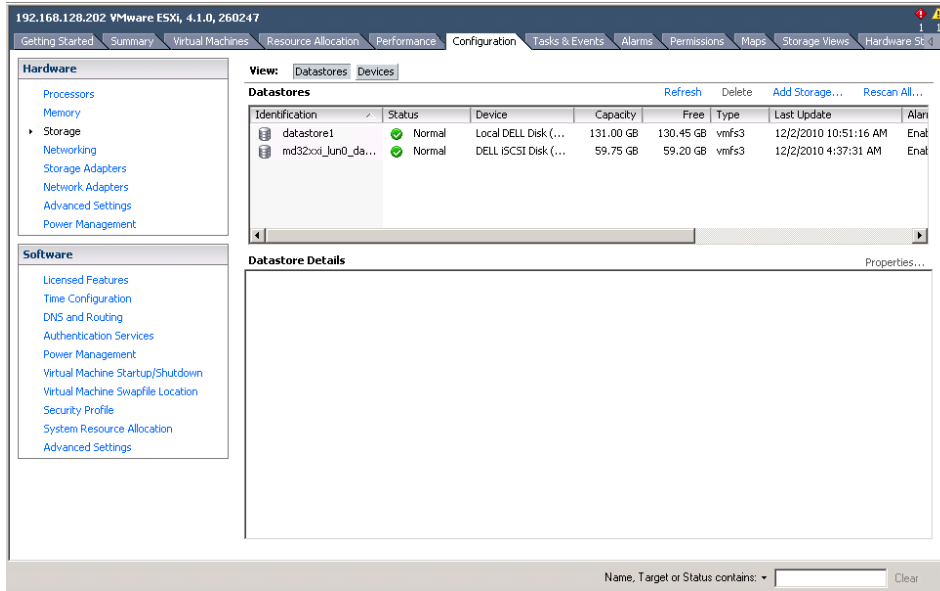 192.168.128.202 VMware ESXi, 4.1.0, 260247
1 1
Getting Started Summary Virtual Machines Resource Allocation Performance Configuration Tasks & Events Alarms Permissions Maps Storage Views Hardware St
Hardware
Processors
Memory
Storage
Networking
Storage Adapters
Network Adapters
Advanced Settings
Power Management
Software
Licensed Features
Time Configuration
DNS and Routing
Authentication Services
Power Management
Virtual Machine Startup/Shutdown
Virtual Machine Swapfile Location
Security Profile
System Resource Allocation
Advanced Settings
View: Datastores Devices
Datastores Refresh Delete Add Storage... Rescan All...
Identification Status Device Capacity Free Type Last Update Alarm
datastore1 Normal Local DELL Disk (... 131.00 GB 130.45 GB vmfs3 12/2/2010 10:51:16 AM Enab
md32xxi_lun0_da... Normal DELL iSCSI Disk (... 59.75 GB 59.20 GB vmfs3 12/2/2010 4:37:31 AM Enab
Datastore Details Properties...
Name, Target or Status contains: Clear